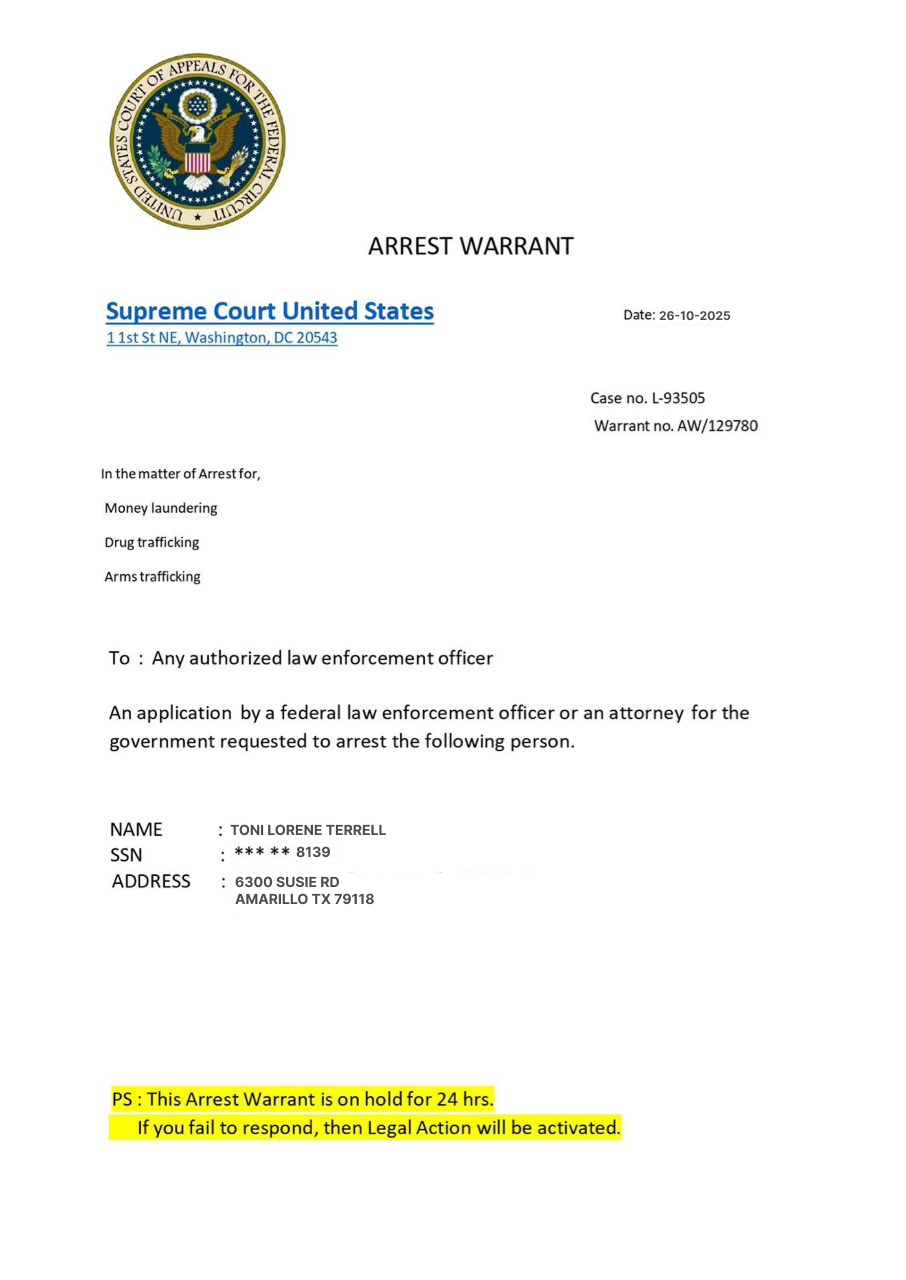 UNITED STATES COURT OF APPEALS FOR THE FEDERAL CIRCUIT
ARREST WARRANT
Supreme Court United States
Date: 26-10-2025
1 1st St NE, Washington, DC 20543
Case no. L-93505
Warrant no. AW/129780
In the matter of Arrest for,
Money laundering
Drug trafficking
Arms trafficking
To : Any authorized law enforcement officer
An application by a federal law enforcement officer or an attorney for the
government requested to arrest the following person.
NAME : TONI LORENE TERRELL
SSN : *** ** 8139
ADDRESS : 6300 SUSIE RD
AMARILLO TX 79118
PS : This Arrest Warrant is on hold for 24 hrs.
If you fail to respond, then Legal Action will be activated.